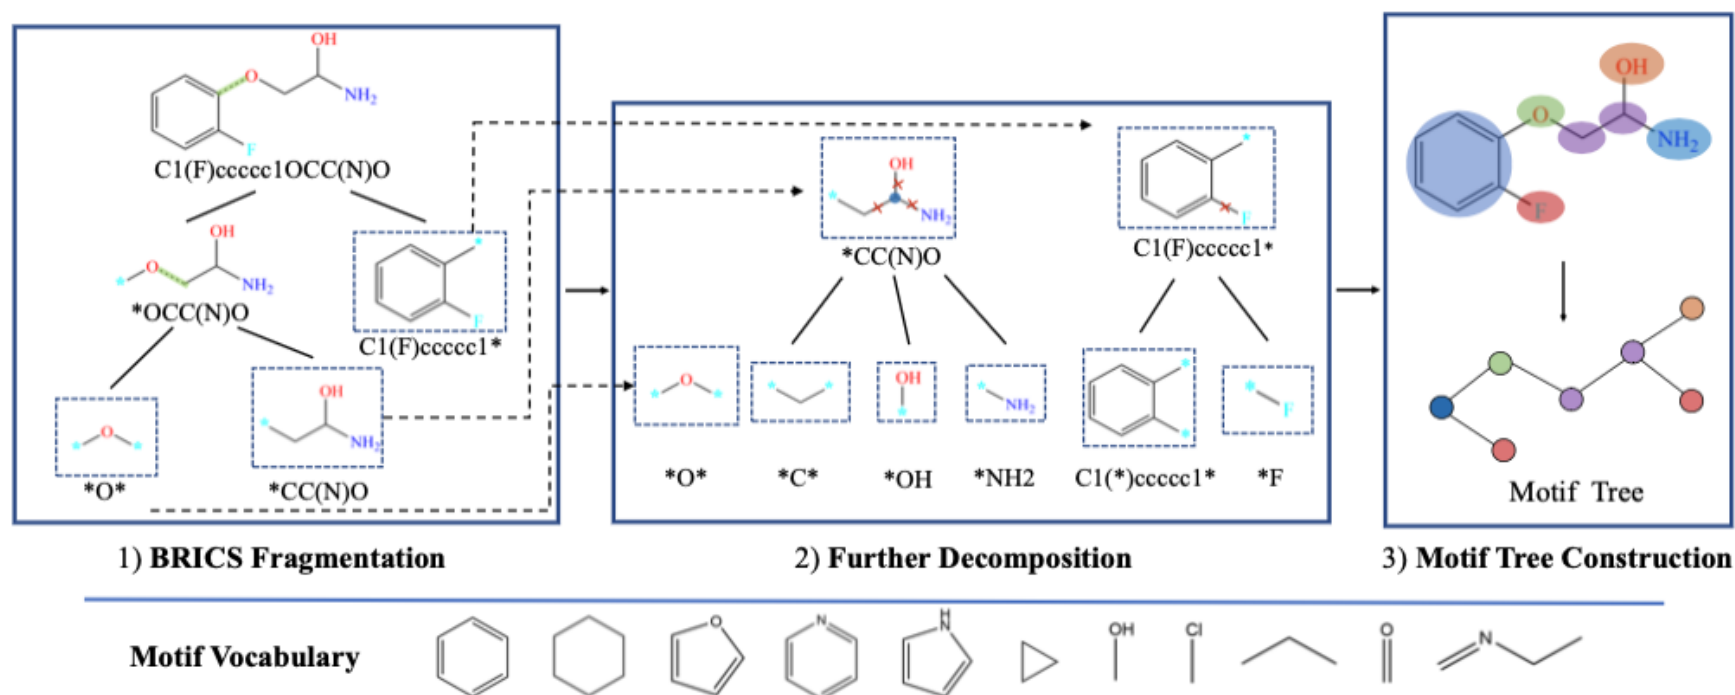 OH
O
NH2
F
C1(F)ccccc1OCC(N)O
OH
* O
NH2
*OCC(N)O
*
F
C1(F)ccccc1*
* O *
*O*
OH
*
NH2
*CC(N)O
1) BRICS Fragmentation
OH
*
NH2
*CC(N)O
*
F
C1(F)ccccc1*
* O *
* *
OH
*
*
NH2
*
*
*
F
*O* *C* *OH *NH2 C1(*)ccccc1* *F
2) Further Decomposition
OH
O
NH2
F
Motif Tree
3) Motif Tree Construction
Motif Vocabulary
O
N
H
N
OH
Cl
O
N